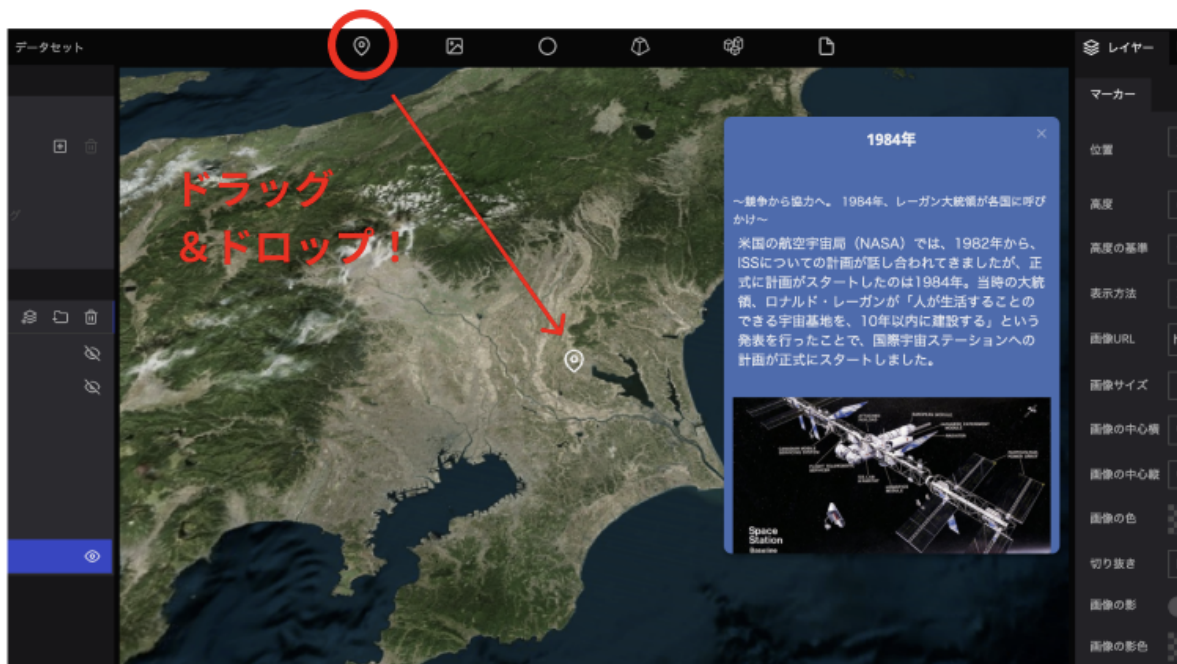 データセット
レイヤー
マーカー
位置
高度
高度の基準
表示方法
画像URL
画像サイズ
画像の中心横
画像の中心縦
画像の色
切り抜き
画像の影
画像の影色
ドラッグ
&ドロップ！
1984年
～競争から協力へ。 1984年、レーガン大統領が各国に呼び
かけ～
米国の航空宇宙局（NASA）では、1982年から、
ISSについての計画が話し合われてきましたが、正
式に計画がスタートしたのは1984年。当時の大統
領、ロナルド・レーガンが「人が生活することの
できる宇宙基地を、10年以内に建設する」という
発表を行ったことで、国際宇宙ステーションへの
計画が正式にスタートしました。
Space
Station
Baseline